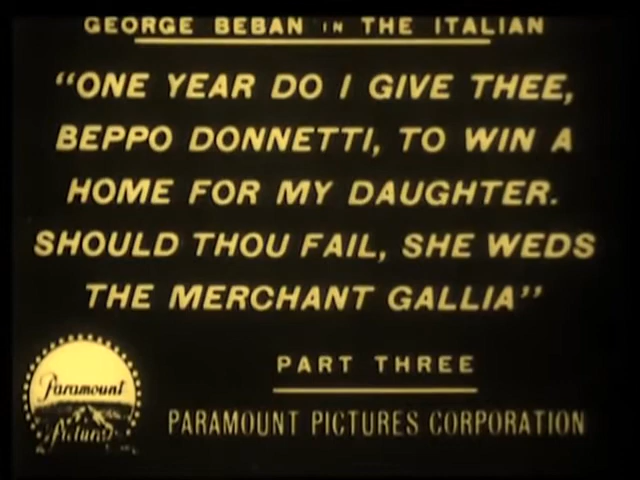 GEORGE BEBAN IN THE ITALIAN
"ONE YEAR DO I GIVE THEE,
BEPPO DONNETTI, TO WIN A
HOME FOR MY DAUGHTER.
SHOULD THOU FAIL, SHE WEDS
THE MERCHANT GALLIA"
PART THREE
Paramount
Pictures
PARAMOUNT PICTURES CORPORATION